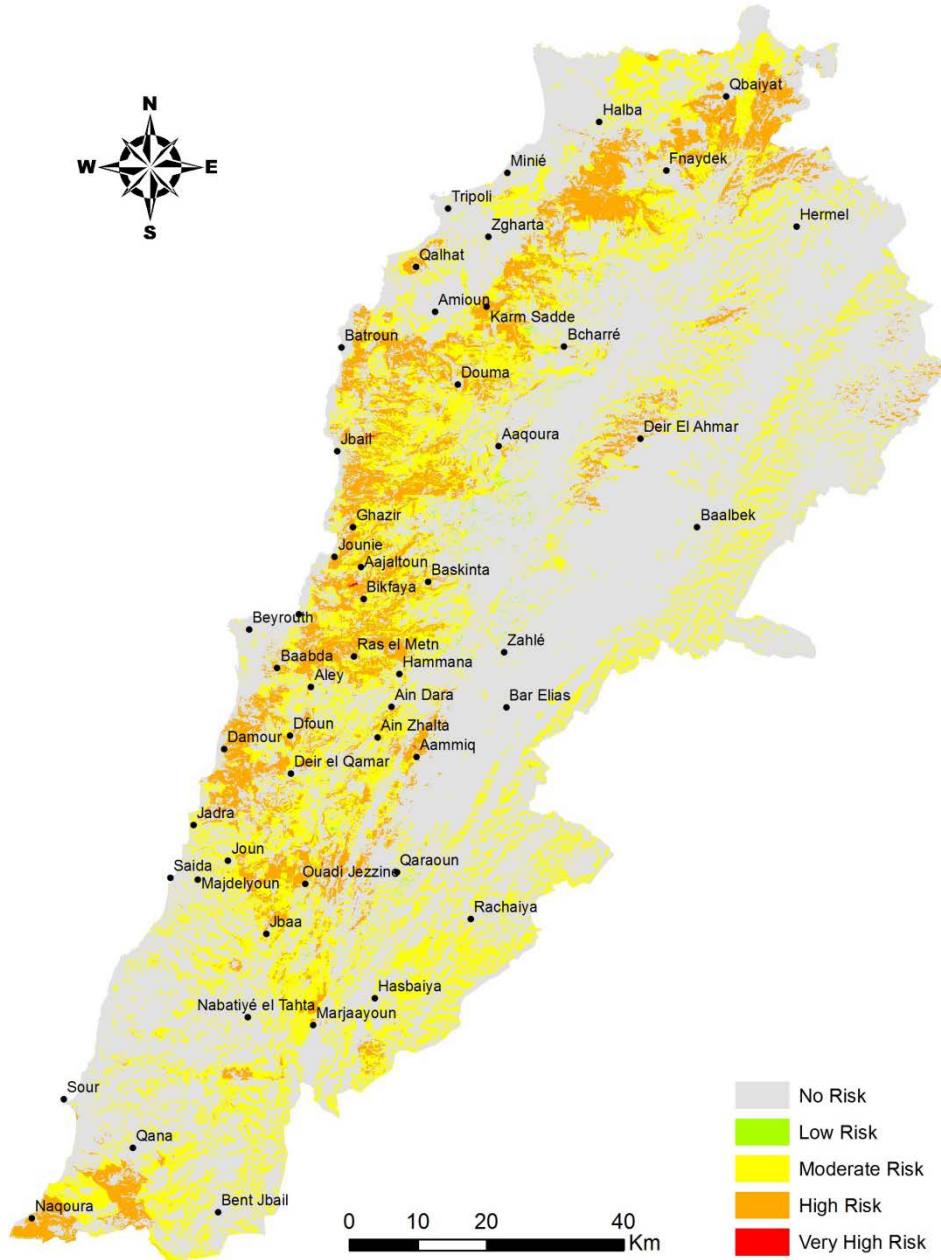 Qbaiyat
Halba
N
Minié
Fnaydek
W
E
Tripoli
Hermel
S
Zgharta
Qalhat
Amioun
Karm Sadde
Batroun
Bcharré
Douma
Deir El Ahmar
Aaqoura
Jbail
Ghazir
Baalbek
Jounie
Aajaltoun
Baskinta
Bikfaya
Beyrouth
Ras el Metn
Zahlé
Baabda
Hammana
Aley
Ain Dara
Bar Elias
Dfoun
Ain Zhalta
Damour
Aammiq
Deir el Qamar
Jadra
Joun
Saida
Ouadi Jezzine
Qaraoun
Majdelyoun
Rachaiya
Jbaa
Hasbaiya
Nabatiyé el Tahta
Marjaayoun
Sour
No Risk
Low Risk
Qana
Moderate Risk
High Risk
Naqoura
Bent Jbail
0 10 20 40
Km
Very High Risk